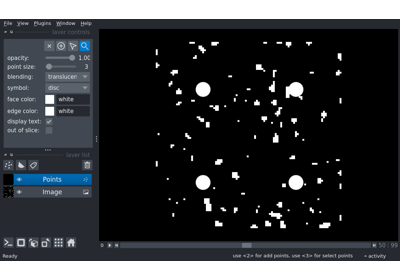 File View Plugins Window Help
layer controls
opacity: 1.00
point size: 3
blending: translucen
symbol: disc
face color: white
edge color: white
display text:
out of slice:
layer list
Points
Image
0 50 99
Ready use <2> for add points, use <3> for select points activity